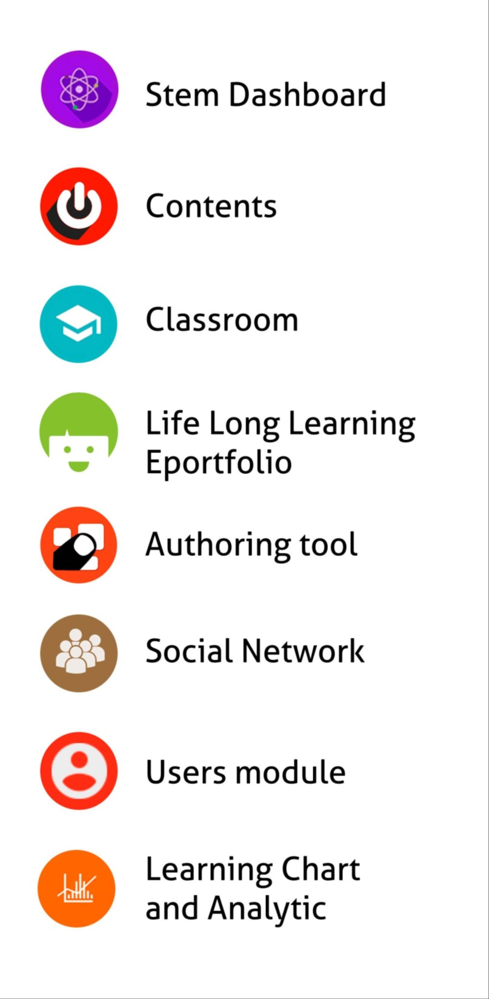 Stem Dashboard
Contents
Classroom
Life Long Learning
Eportfolio
Authoring tool
Social Network
Users module
Learning Chart
and Analytic